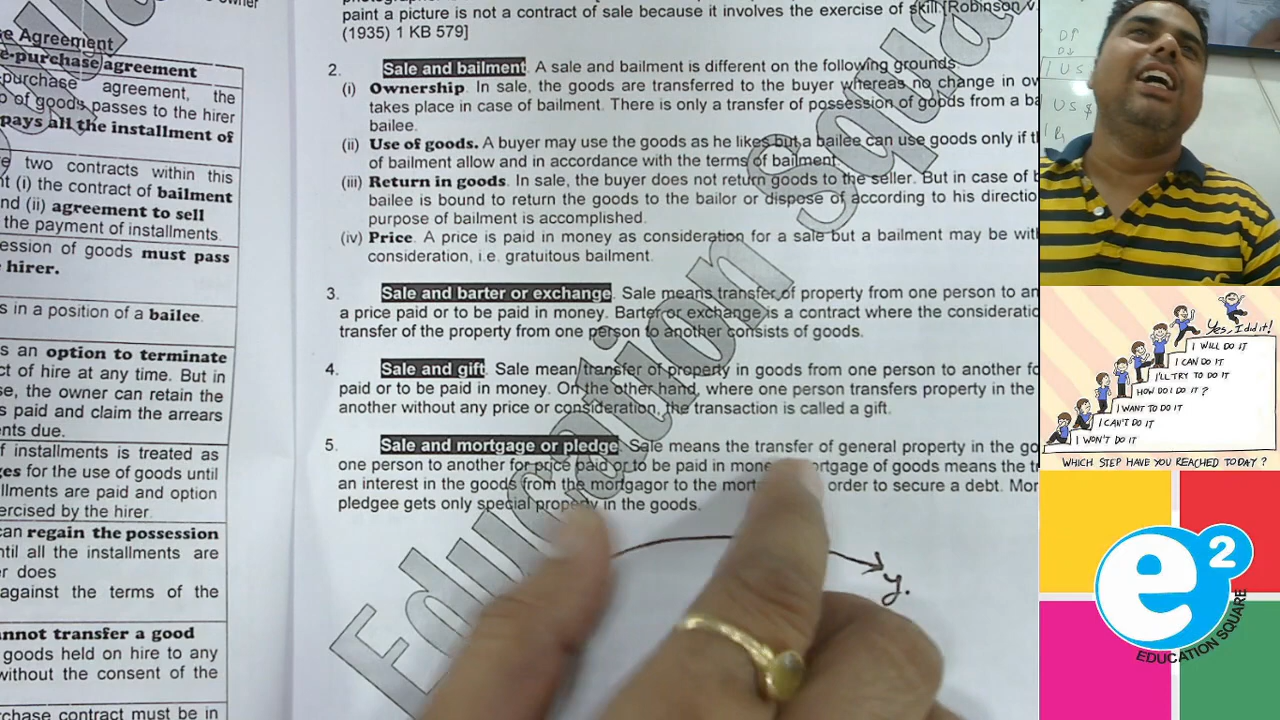 e Agreement
e-purchase agreement
purchase agreement, the
of goods passes to the hirer
pays all the installment of
two contracts within this
(i) the contract of bailment
nd (ii) agreement to sell
the payment of installments.
ession of goods must pass
hirer.
s in a position of a bailee.
s an option to terminate
ct of hire at any time. But in
se, the owner can retain the
s paid and claim the arrears
ents due.
f installments is treated as
ges for the use of goods until
llments are paid and option
ercised by the hirer.
can regain the possession
ntil all the installments are
er does
against the terms of the
annot transfer a good
goods held on hire to any
without the consent of the
rchase contract must be in
paint a picture is not a contract of sale because it involves the exercise of skill [Robinson v.
(1935) 1 KB 579]
2. Sale and bailment. A sale and bailment is different on the following grounds
(i) Ownership. In sale, the goods are transferred to the buyer whereas no change in ow
takes place in case of bailment. There is only a transfer of possession of goods from a ba
bailee.
(ii) Use of goods. A buyer may use the goods as he likes but a bailee can use goods only if t
of bailment allow and in accordance with the terms of bailment
(iii) Return in goods. In sale, the buyer does not return goods to the seller. But in case of b
bailee is bound to return the goods to the bailor or dispose of according to his directio
purpose of bailment is accomplished.
(iv) Price. A price is paid in money as consideration for a sale but a bailment may be wit
consideration, i.e. gratuitous bailment.
3. Sale and barter or exchange. Sale means transfer of property from one person to an
a price paid or to be paid in money. Barter or exchange is a contract where the consideratio
transfer of the property from one person to another consists of goods.
4. Sale and gift. Sale mean transfer of property in goods from one person to another fo
paid or to be paid in money. On the other hand, where one person transfers property in the
another without any price or consideration, the transaction is called a gift.
5. Sale and mortgage or pledge. Sale means the transfer of general property in the go
one person to another for price paid or to be paid in mone ortgage of goods means the t
an interest in the goods from the mortgagor to the mort order to secure a debt. Mor
pledgee gets only special property in the goods.
y.
Education Squa
D↑
D↓
1 US
US $
Yes, I did it!
I WILL DO IT
I CAN DO IT
I'LL TRY TO DO IT
HOW DO I DO IT?
I WANT TO DO IT
I CAN'T DO IT
I WON'T DO IT
WHICH STEP HAVE YOU REACHED TODAY?
e2
EDUCATION SQUARE